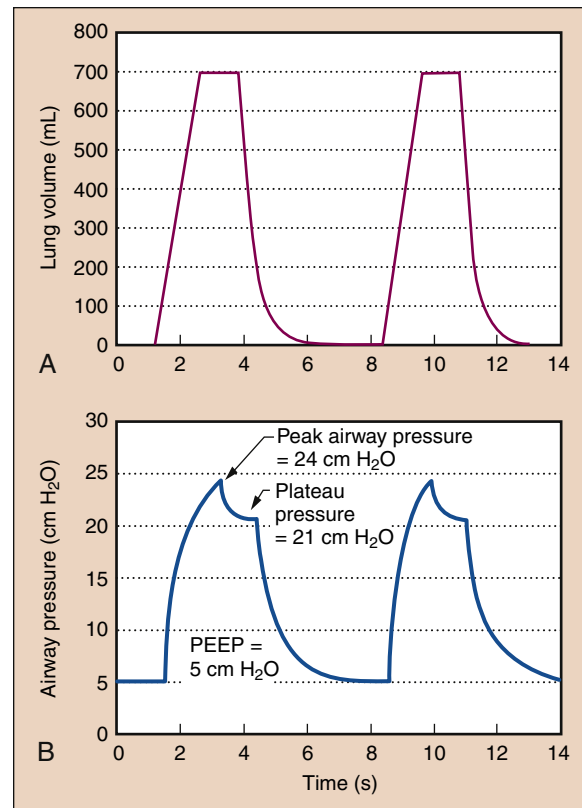 800
700
600
500
400
300
200
100
0
Lung volume (mL)
0 2 4 6 8 10 12 14
A
30
25
20
15
10
5
0
Airway pressure (cm H₂O)
Peak airway pressure
= 24 cm H₂O
Plateau
pressure
= 21 cm H₂O
PEEP =
5 cm H₂O
0 2 4 6 8 10 12 14
B
Time (s)